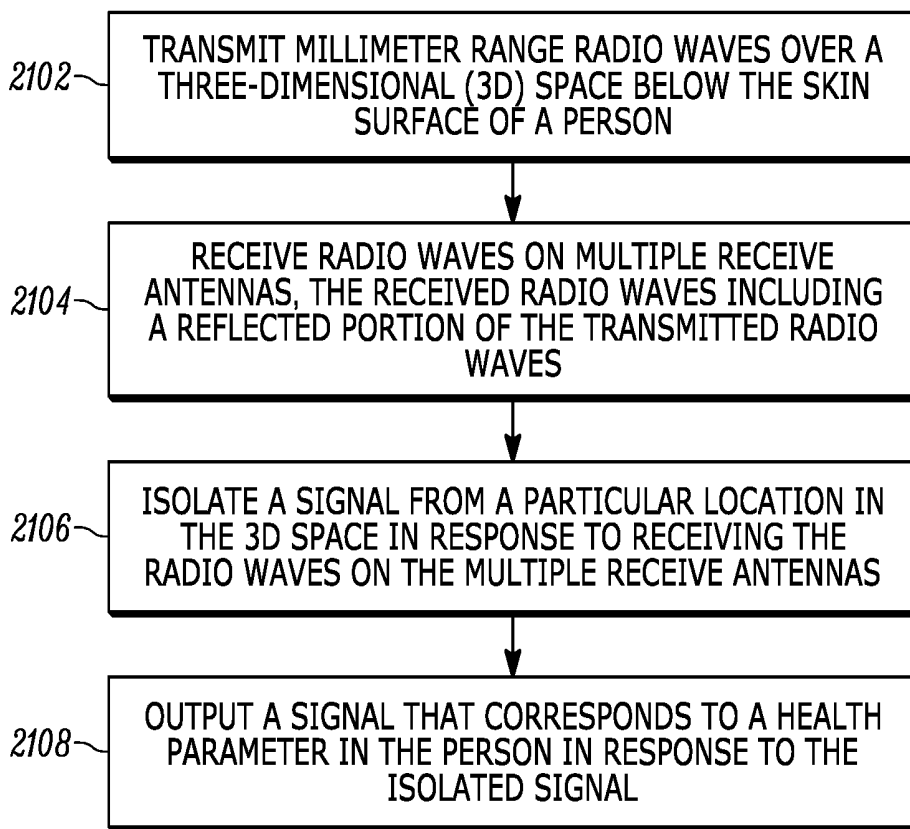 2102
TRANSMIT MILLIMETER RANGE RADIO WAVES OVER A
THREE-DIMENSIONAL (3D) SPACE BELOW THE SKIN
SURFACE OF A PERSON
2104
RECEIVE RADIO WAVES ON MULTIPLE RECEIVE
ANTENNAS, THE RECEIVED RADIO WAVES INCLUDING
A REFLECTED PORTION OF THE TRANSMITTED RADIO
WAVES
2106
ISOLATE A SIGNAL FROM A PARTICULAR LOCATION IN
THE 3D SPACE IN RESPONSE TO RECEIVING THE
RADIO WAVES ON THE MULTIPLE RECEIVE ANTENNAS
2108
OUTPUT A SIGNAL THAT CORRESPONDS TO A HEALTH
PARAMETER IN THE PERSON IN RESPONSE TO THE
ISOLATED SIGNAL